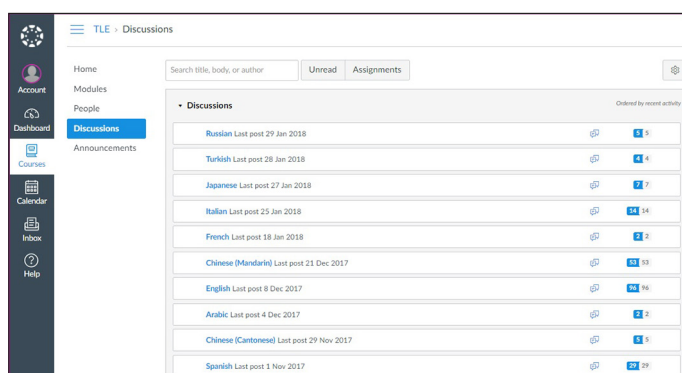 TLE > Discussions
Account
Dashboard
Courses
Calendar
Inbox
Help
Home
Modules
People
Discussions
Announcements
Search title, body, or author
Unread
Assignments
Discussions
Ordered by recent activity
Russian Last post 29 Jan 2018 5 5
Turkish Last post 28 Jan 2018 4 4
Japanese Last post 27 Jan 2018 7 7
Italian Last post 25 Jan 2018 14 14
French Last post 18 Jan 2018 2 2
Chinese (Mandarin) Last post 21 Dec 2017 53 53
English Last post 8 Dec 2017 96 96
Arabic Last post 4 Dec 2017 2 2
Chinese (Cantonese) Last post 29 Nov 2017 5 5
Spanish Last post 1 Nov 2017 29 29